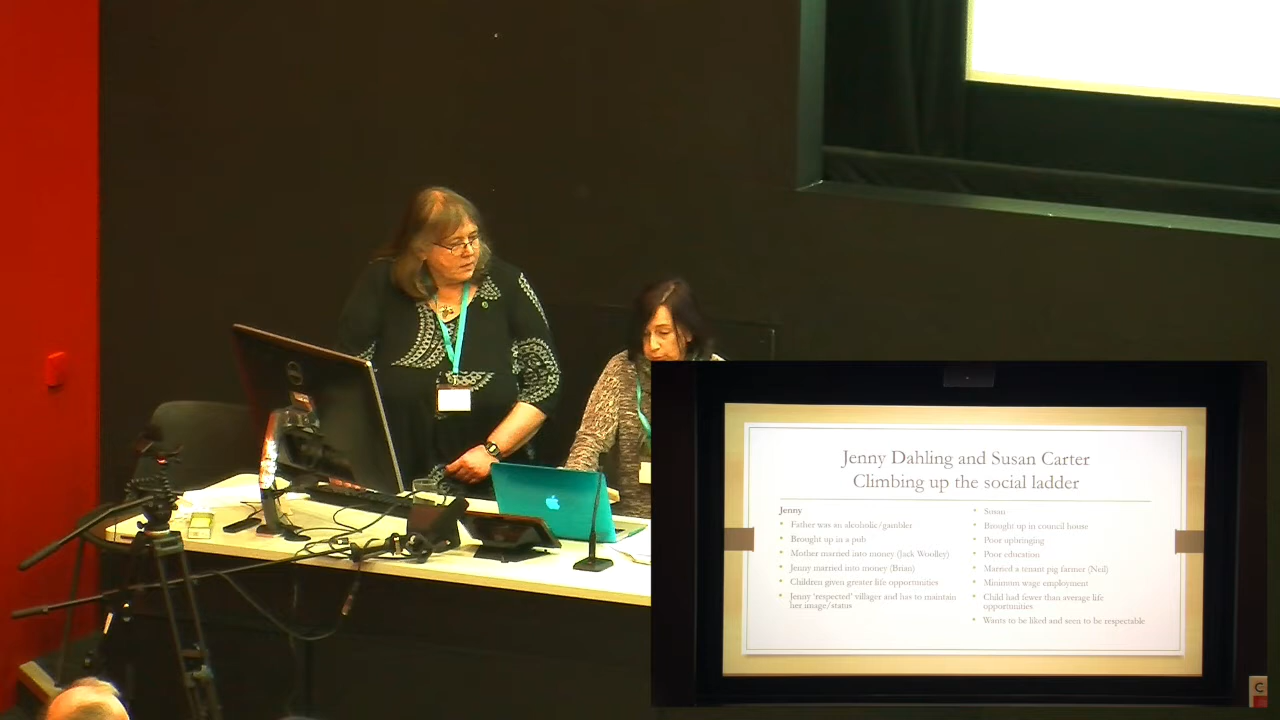 Jenny Dahling and Susan Carter
Climbing up the social ladder
Jenny
Father was an alcoholic/gambler
Brought up in a pub
Mother married into money (Jack Woolley)
Jenny married into money (Brian)
Children given greater life opportunities
Jenny 'respected' villager and has to maintain
her image/status
Susan
Brought up in council house
Poor upbringing
Poor education
Married a tenant pig farmer (Neil)
Minimum wage employment
Child had fewer than average life
opportunities
Wants to be liked and seen to be respectable
C